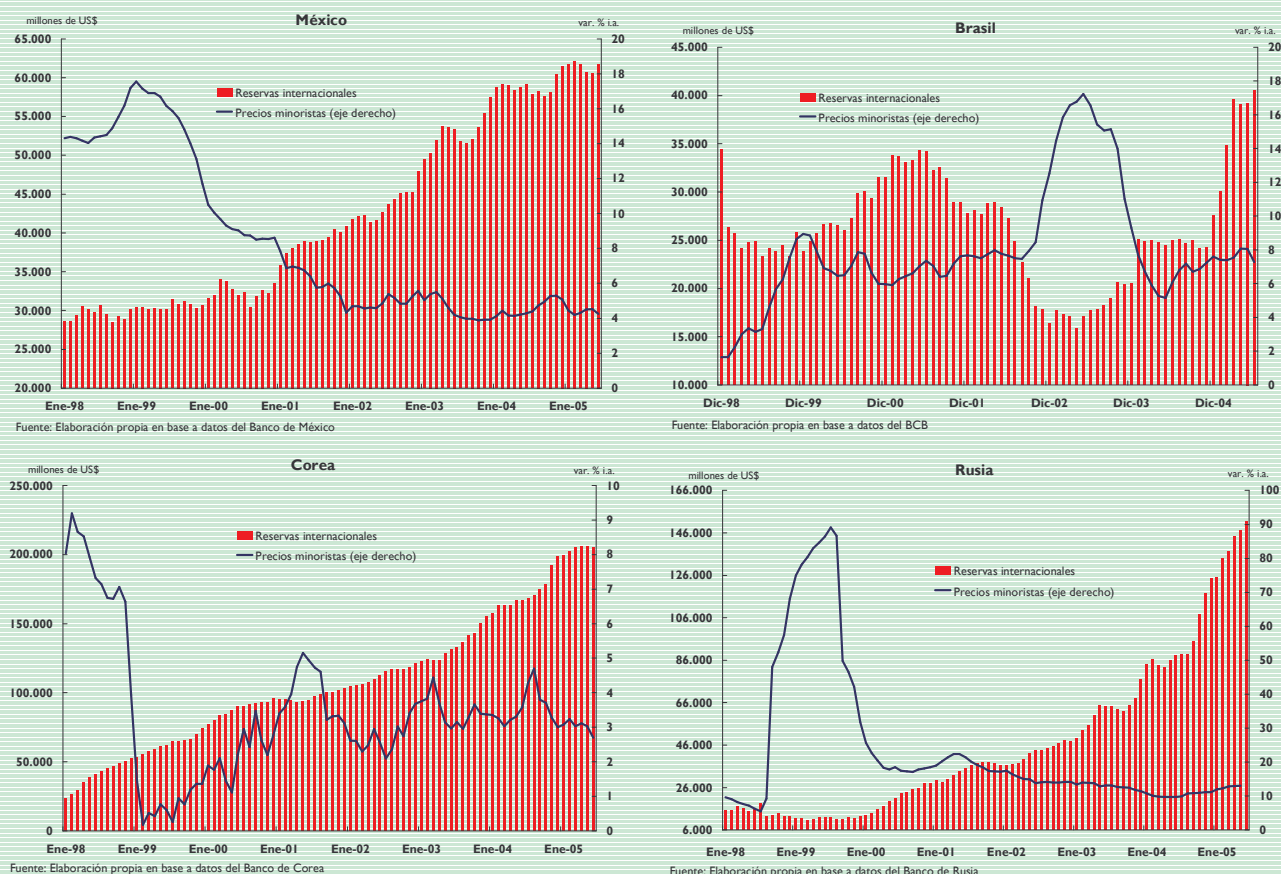 México
millones de US$
var. % i.a.
65.000
60.000
55.000
50.000
45.000
40.000
35.000
30.000
25.000
20.000
20
18
16
14
12
10
8
6
4
2
0
Reservas internacionales
Precios minoristas (eje derecho)
Ene-98 Ene-99 Ene-00 Ene-01 Ene-02 Ene-03 Ene-04 Ene-05
Fuente: Elaboración propia en base a datos del Banco de México
Brasil
millones de US$
var. % i.a.
45.000
40.000
35.000
30.000
25.000
20.000
15.000
10.000
20
18
16
14
12
10
8
6
4
2
0
Reservas internacionales
Precios minoristas (eje derecho)
Dic-98 Dic-99 Dic-00 Dic-01 Dic-02 Dic-03 Dic-04
Fuente: Elaboración propia en base a datos del BCB
Corea
millones de US$
var. % i.a.
250.000
200.000
150.000
100.000
50.000
0
10
9
8
7
6
5
4
3
2
1
0
Reservas internacionales
Precios minoristas (eje derecho)
Ene-98 Ene-99 Ene-00 Ene-01 Ene-02 Ene-03 Ene-04 Ene-05
Fuente: Elaboración propia en base a datos del Banco de Corea
Rusia
millones de US$
var. % i.a.
166.000
146.000
126.000
106.000
86.000
66.000
46.000
26.000
6.000
100
90
80
70
60
50
40
30
20
10
0
Reservas internacionales
Precios minoristas (eje derecho)
Ene-98 Ene-99 Ene-00 Ene-01 Ene-02 Ene-03 Ene-04 Ene-05
Fuente: Elaboración propia en base a datos del Banco de Rusia